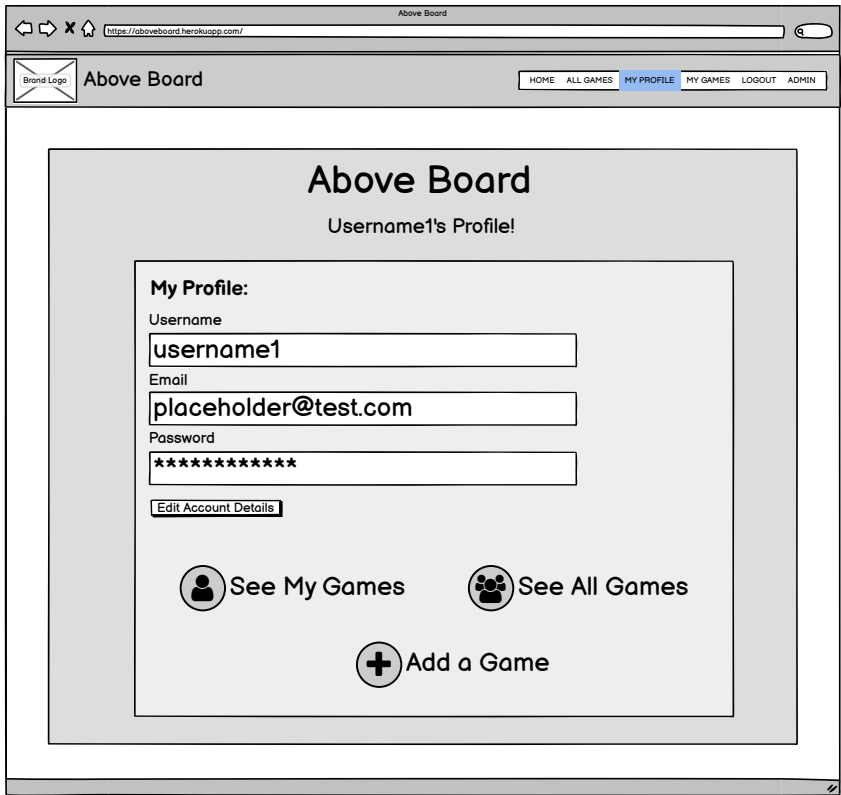 Above Board
https://aboveboard.herokuapp.com/
Brand Logo
Above Board
HOME ALL GAMES MY PROFILE MY GAMES LOGOUT ADMIN
Above Board
Username1's Profile!
My Profile:
Username
username1
Email
placeholder@test.com
Password
************
Edit Account Details
See My Games
See All Games
Add a Game